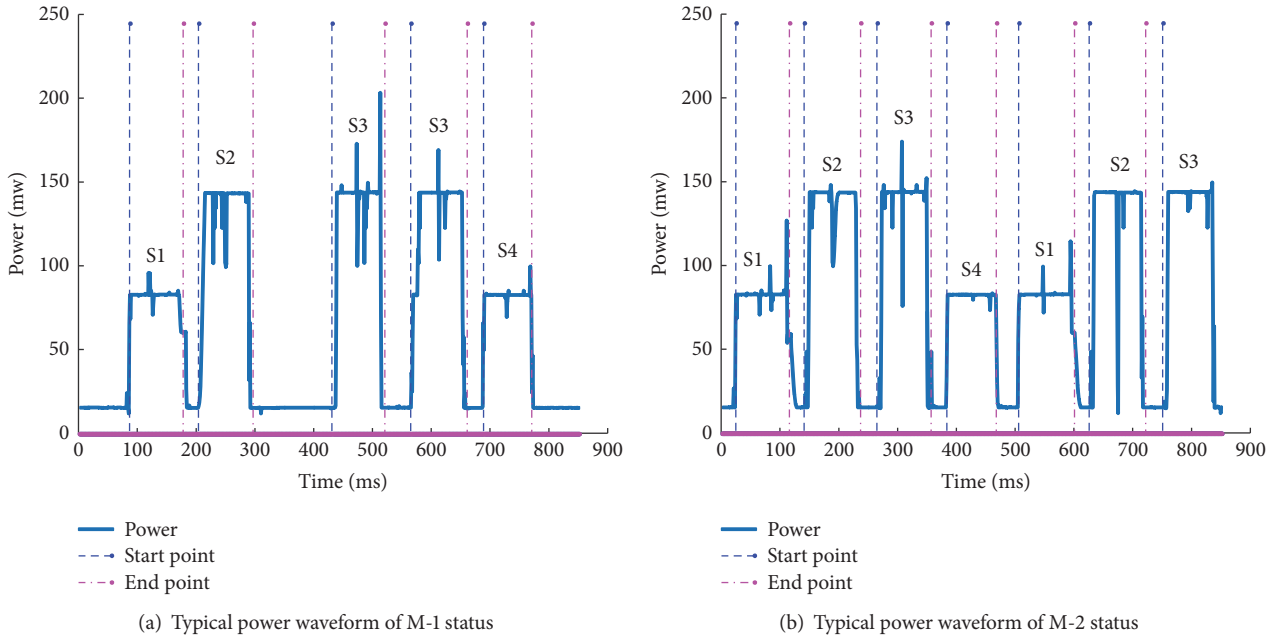 250
200
150
100
50
0
Power (mw)
S1
S2
S3
S3
S4
0 100 200 300 400 500 600 700 800 900
Time (ms)
Power
Start point
End point
(a) Typical power waveform of M-1 status
250
200
150
100
50
0
Power (mw)
S1
S2
S3
S4
S1
S2
S3
0 100 200 300 400 500 600 700 800 900
Time (ms)
Power
Start point
End point
(b) Typical power waveform of M-2 status